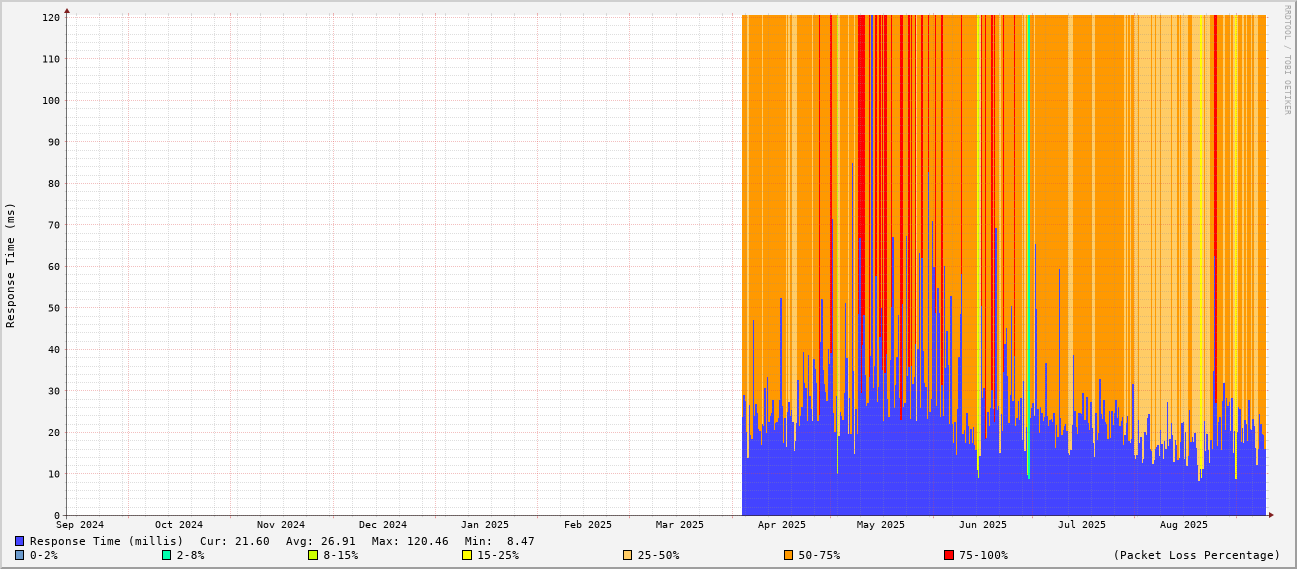 RRDTOOL / TOBI OETIKER
Response Time (ms)
120
110
100
90
80
70
60
50
40
30
20
10
0
Sep 2024 Oct 2024 Nov 2024 Dec 2024 Jan 2025 Feb 2025 Mar 2025 Apr 2025 May 2025 Jun 2025 Jul 2025 Aug 2025
Response Time (millis) Cur: 21.60 Avg: 26.91 Max: 120.46 Min: 8.47
0-2% 2-8% 8-15% 15-25% 25-50% 50-75% 75-100% (Packet Loss Percentage)